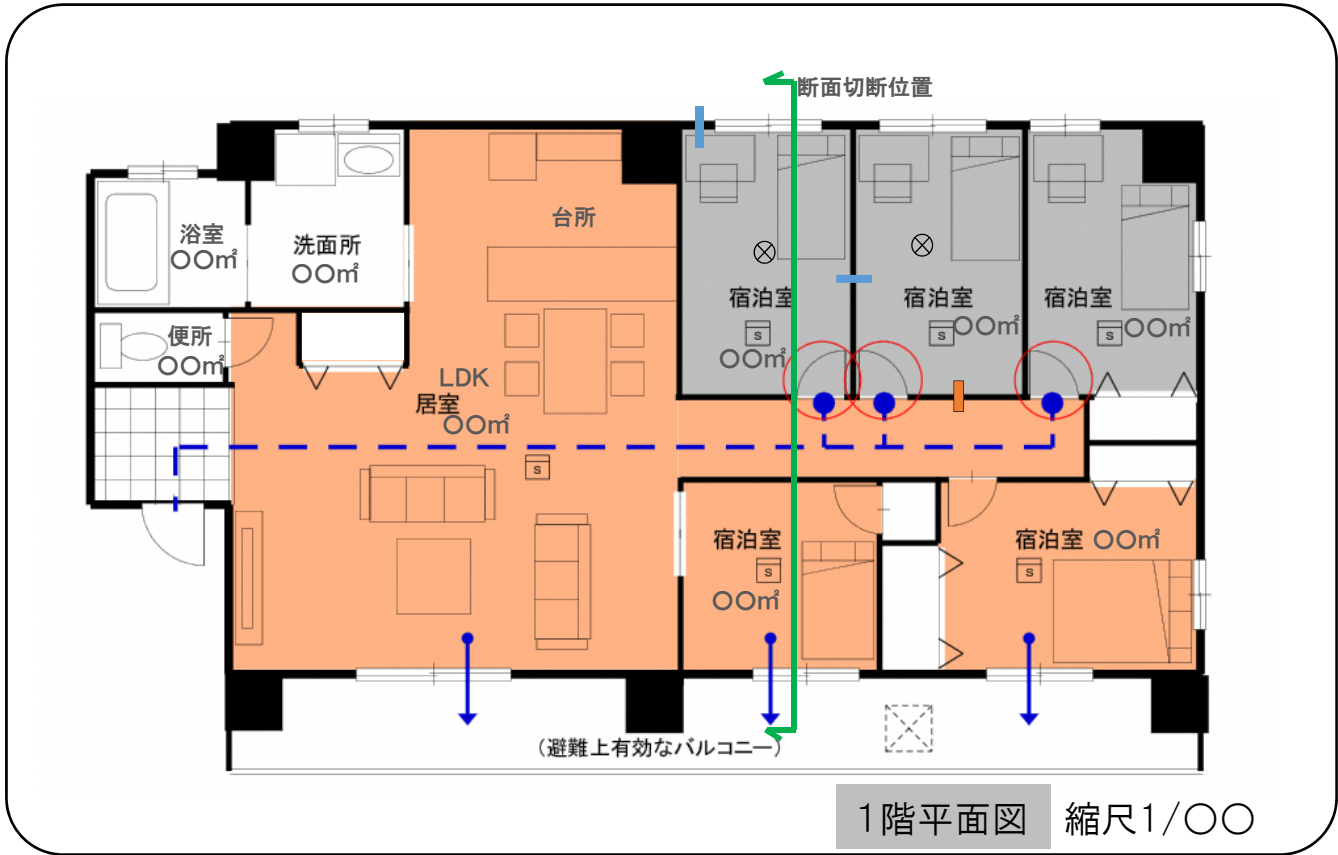 断面切断位置
浴室
〇〇㎡
洗面所
〇〇㎡
台所
便所
〇〇㎡
LDK
居室
〇〇㎡
S
宿泊室
S
〇〇㎡
宿泊室
S
〇〇㎡
宿泊室
S
〇〇㎡
宿泊室
S
〇〇㎡
宿泊室 〇〇㎡
S
(避難上有効なバルコニー)
1階平面図 縮尺1/〇〇